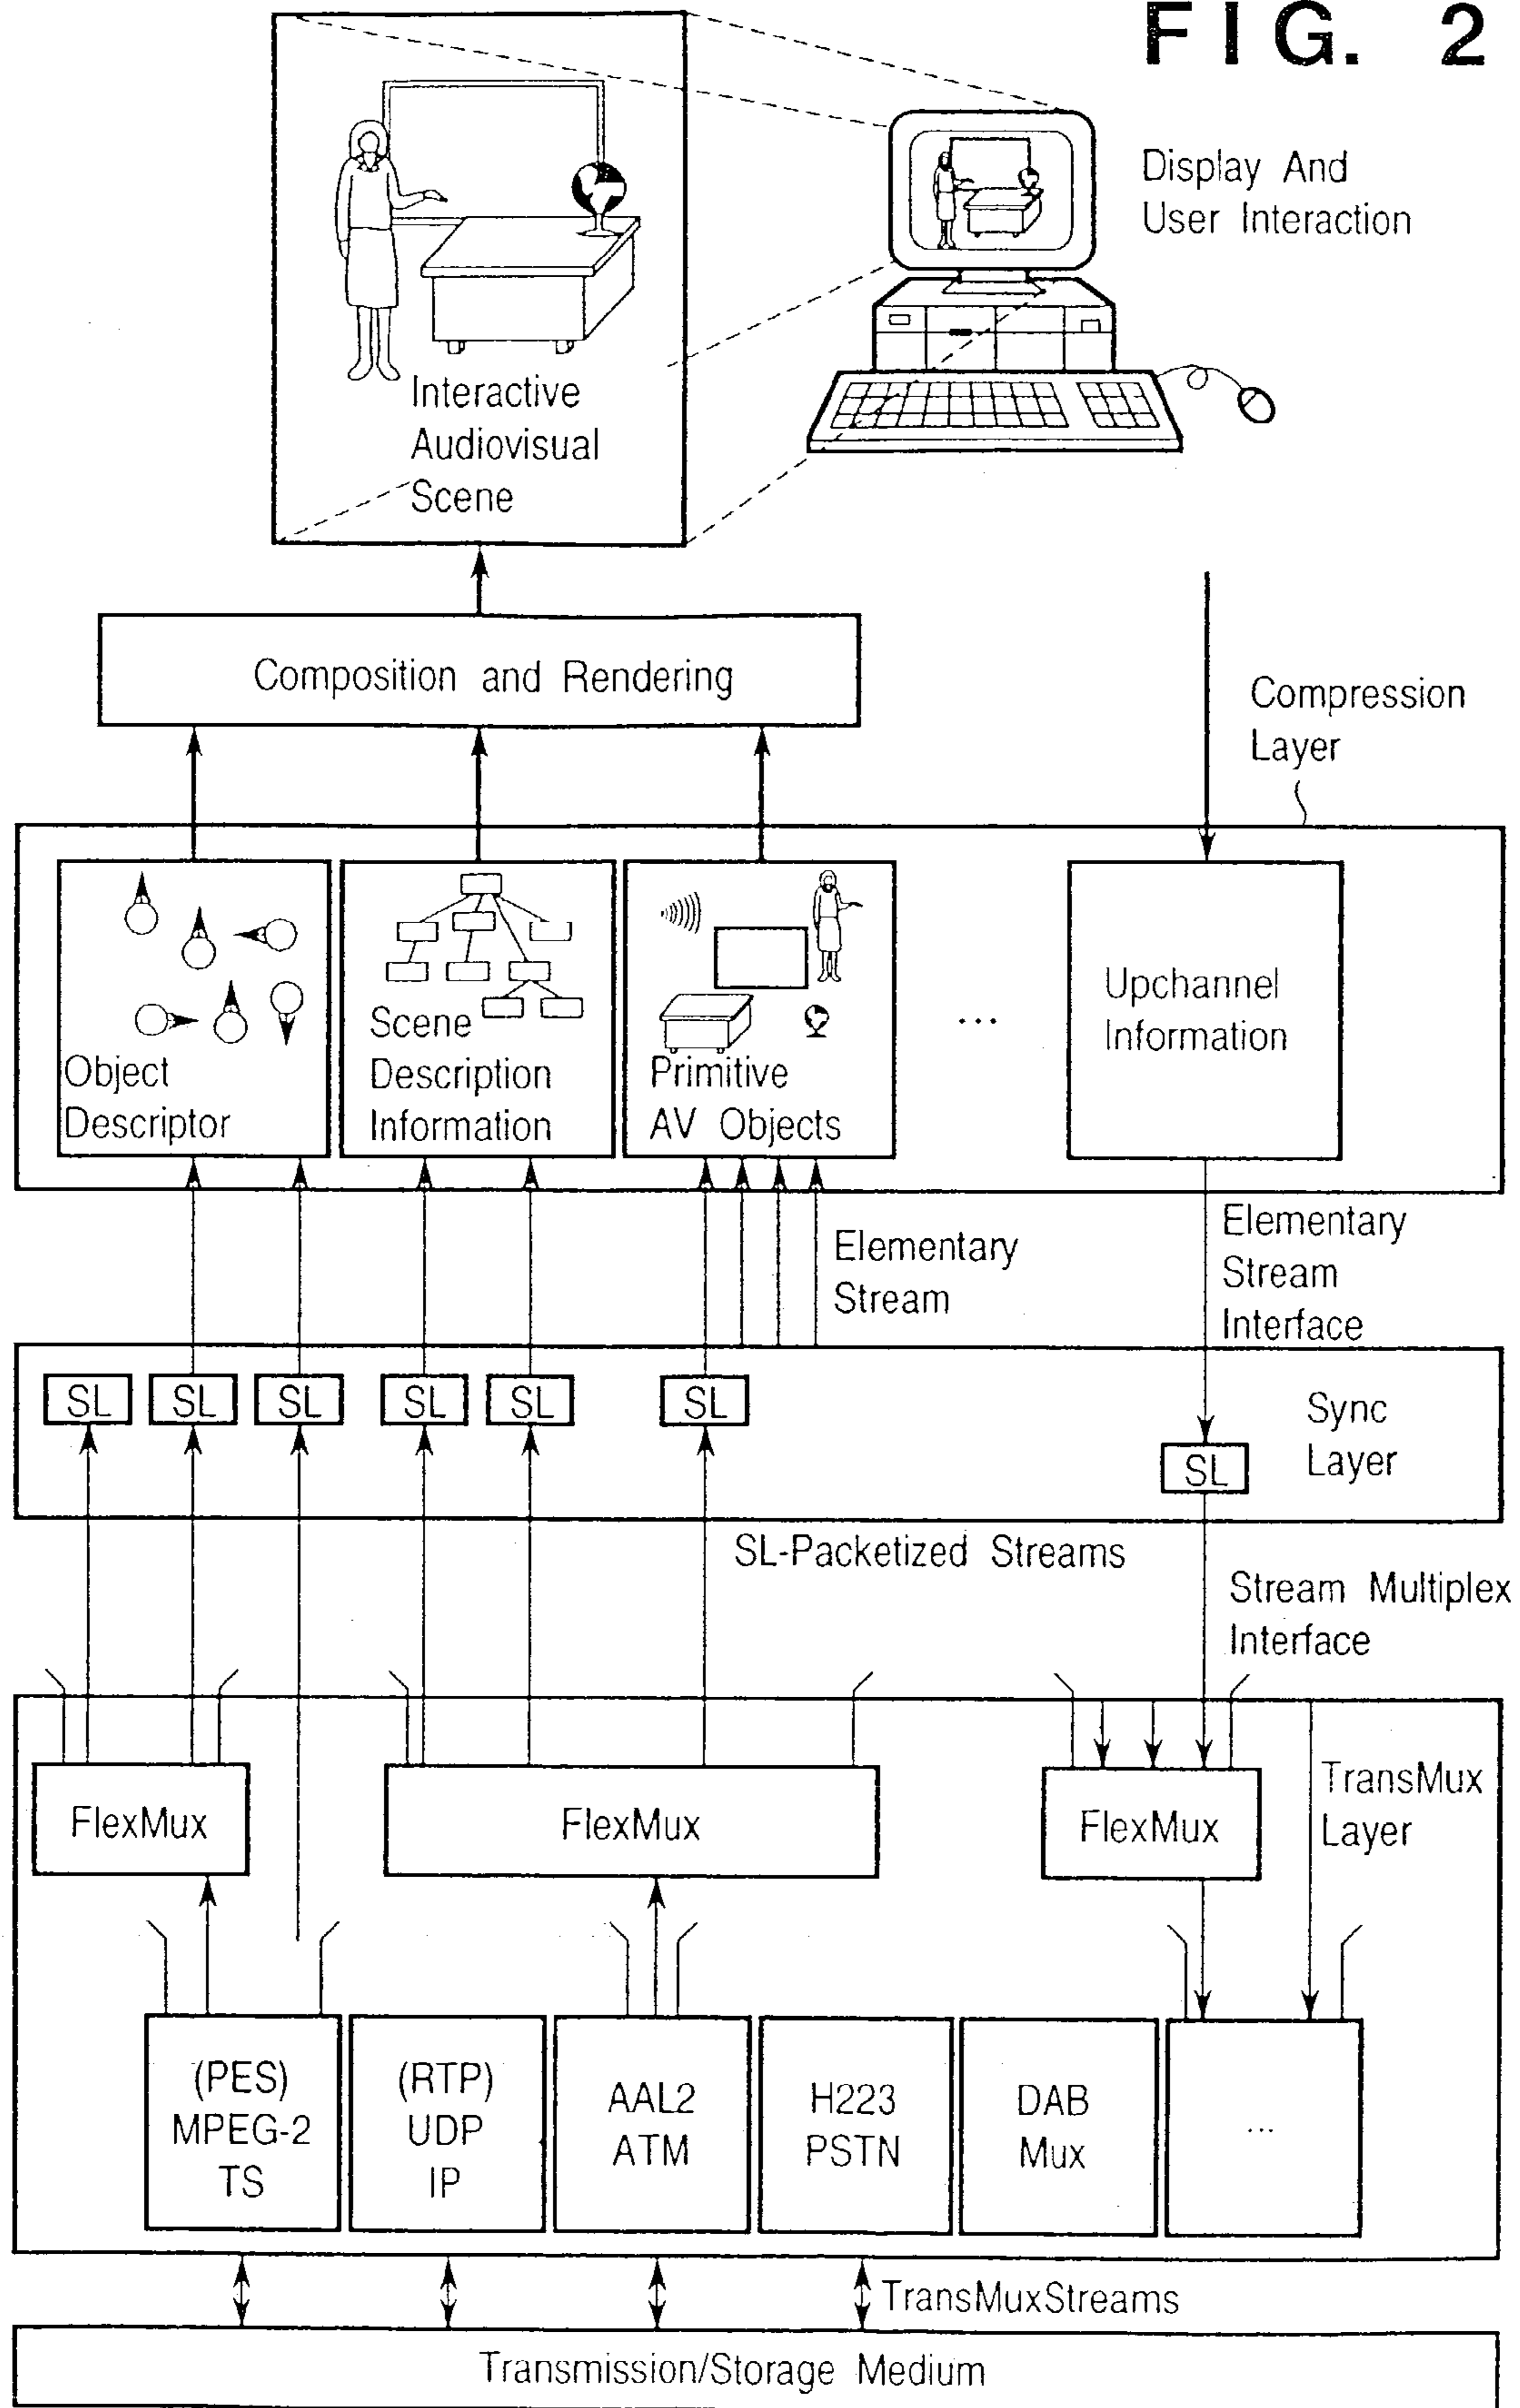 FIG. 2
Display And
User Interaction
Interactive
Audiovisual
Scene
Composition and Rendering
Compression
Layer
Object
Descriptor
Scene
Description
Information
Primitive
AV Objects
...
Upchannel
Information
Elementary
Stream
Elementary
Stream
Interface
SL
SL
SL
SL
SL
SL
SL
Sync
Layer
SL-Packetized Streams
Stream Multiplex
Interface
FlexMux
FlexMux
FlexMux
TransMux
Layer
(PES)
MPEG-2
TS
(RTP)
UDP
IP
AAL2
ATM
H223
PSTN
DAB
Mux
...
TransMuxStreams
Transmission/Storage Medium